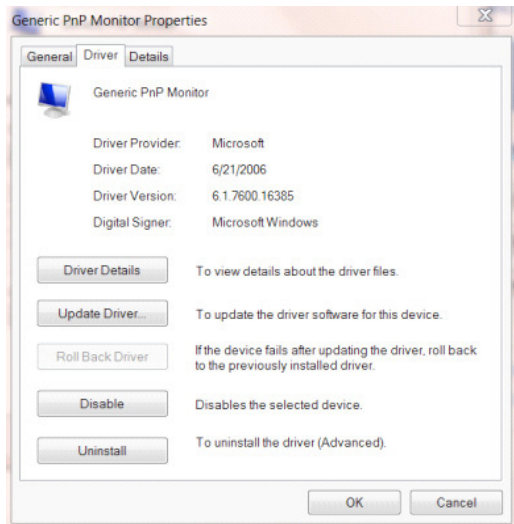 Generic PnP Monitor Properties
General Driver Details
Generic PnP Monitor
Driver Provider: Microsoft
Driver Date: 6/21/2006
Driver Version: 6.1.7600.16385
Digital Signer: Microsoft Windows
Driver Details To view details about the driver files.
Update Driver... To update the driver software for this device.
Roll Back Driver If the device fails after updating the driver, roll back
to the previously installed driver.
Disable Disables the selected device.
Uninstall To uninstall the driver (Advanced).
OK Cancel